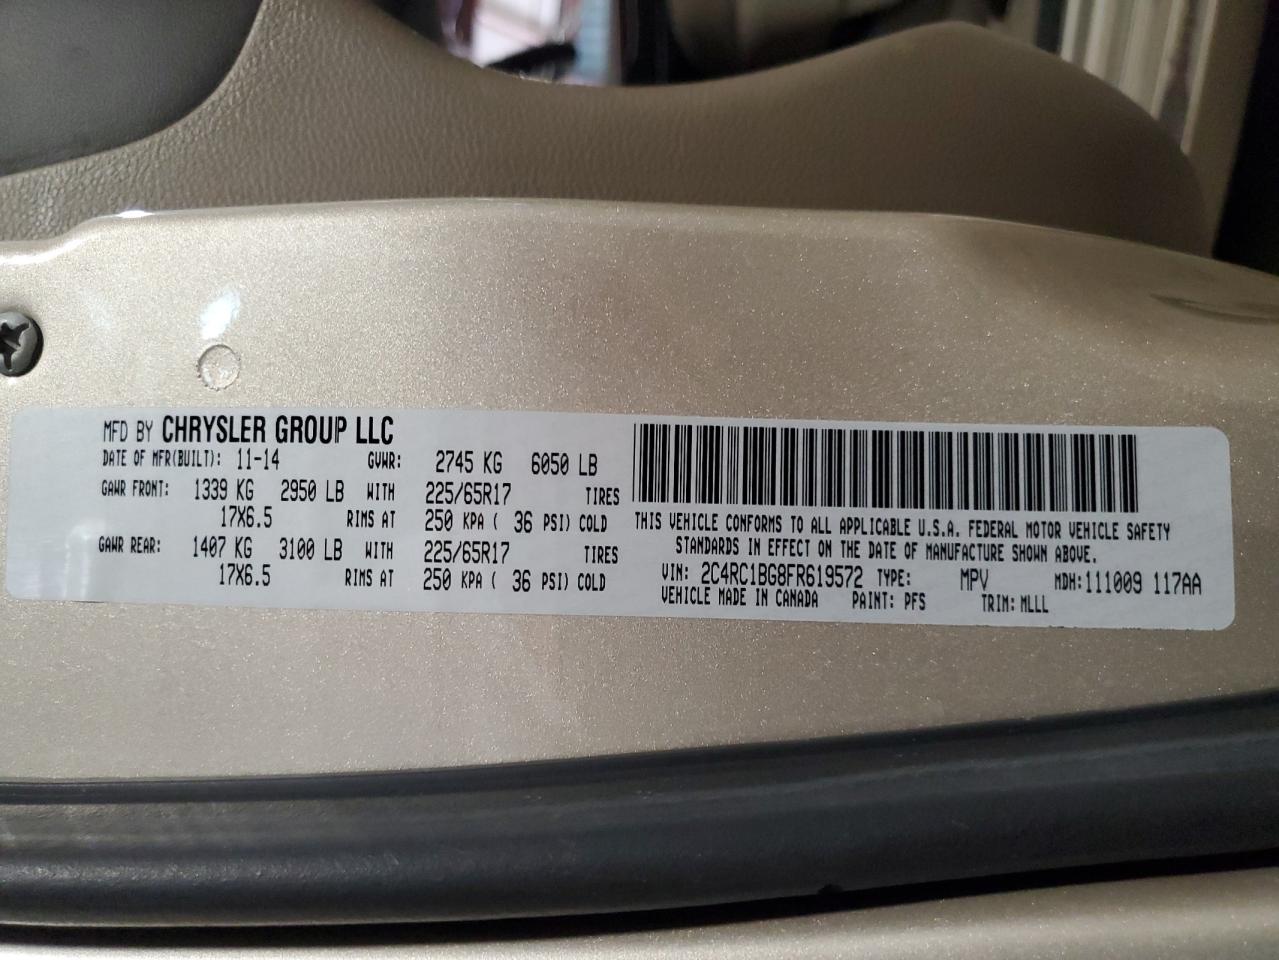 MFD BY CHRYSLER GROUP LLC
DATE OF MFR(BUILT): 11-14 GVWR: 2745 KG 6050 LB
GAWR FRONT: 1339 KG 2950 LB WITH 225/65R17 TIRES
17X6.5 RIMS AT 250 KPA ( 36 PSI) COLD
GAWR REAR: 1407 KG 3100 LB WITH 225/65R17 TIRES
17X6.5 RIMS AT 250 KPA ( 36 PSI) COLD
THIS VEHICLE CONFORMS TO ALL APPLICABLE U.S.A. FEDERAL MOTOR VEHICLE SAFETY
STANDARDS IN EFFECT ON THE DATE OF MANUFACTURE SHOWN ABOVE.
VIN: 2C4RC1BG8FR619572 TYPE: MPV MDH:111009 117AA
VEHICLE MADE IN CANADA PAINT: PFS TRIM: MLLL